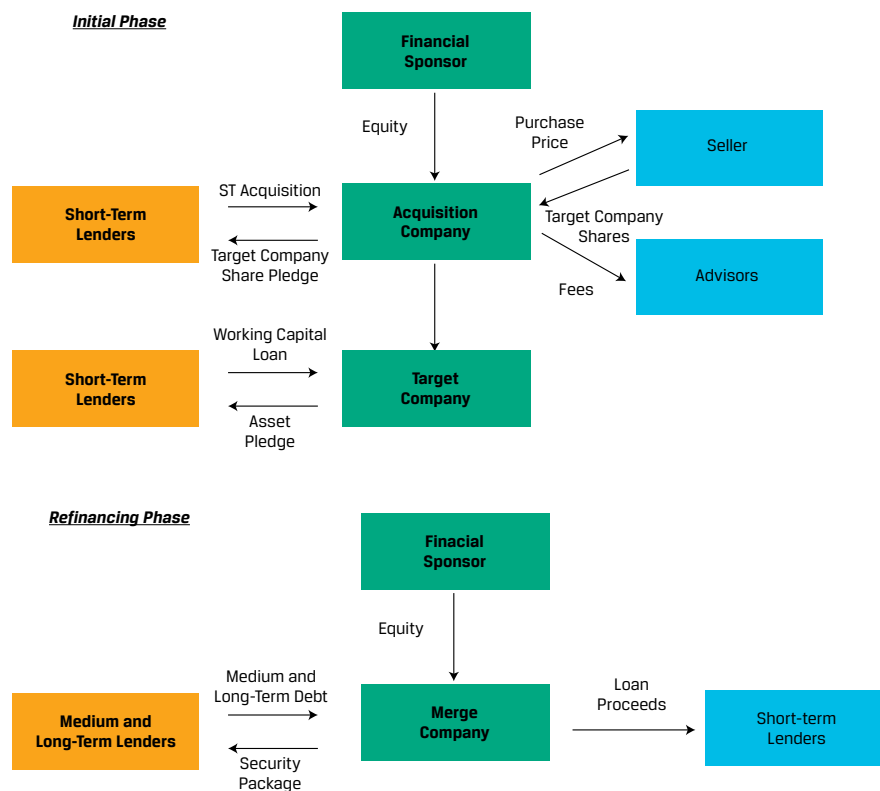 Initial Phase
Financial
Sponsor
Equity
Purchase
Price
Seller
Short-Term
Lenders
ST Acquisition
Target Company
Share Pledge
Acquisition
Company
Target Company
Shares
Fees
Advisors
Short-Term
Lenders
Working Capital
Loan
Asset
Pledge
Target
Company
Refinancing Phase
Finacial
Sponsor
Equity
Medium and
Long-Term Lenders
Medium and
Long-Term Debt
Security
Package
Merge
Company
Loan
Proceeds
Short-term
Lenders